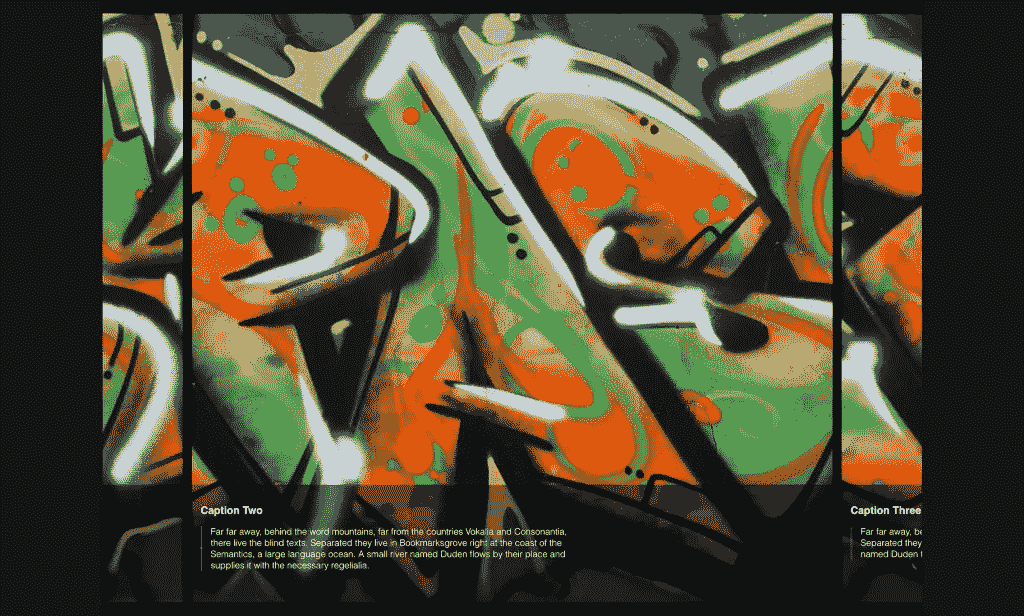 Caption Two
Far far away, behind the word mountains, far from the countries Vokalia and Consonantia,
there live the blind texts. Separated they live in Bookmarksgrove right at the coast of the
Semantics, a large language ocean. A small river named Duden flows by their place and
supplies it with the necessary regelialia.
Caption Three
Far far away, be
Separated they
named Duden